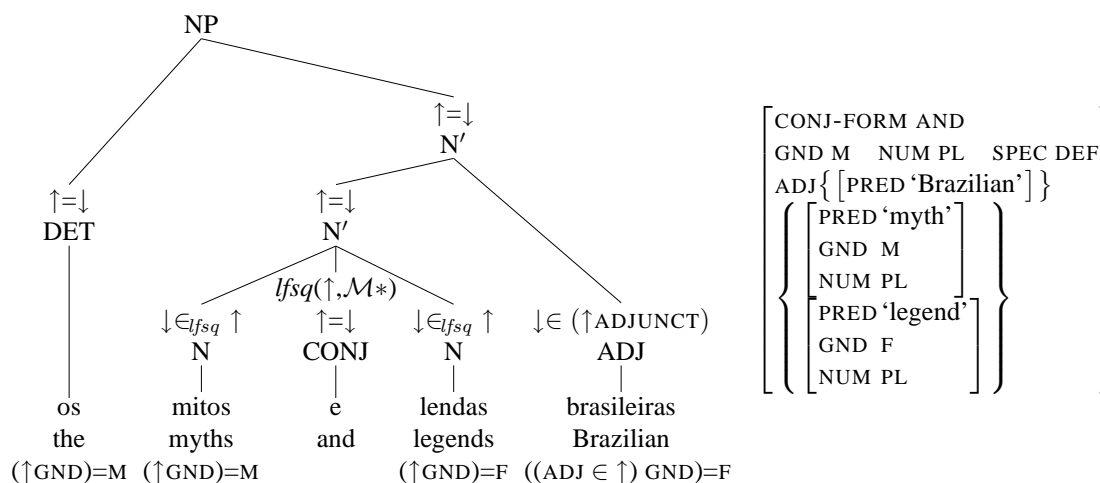 NP
↑=↓
N′
↑=↓ ↑=↓
DET N′
lfsq(↑,ℳ∗)
↓∈lfsq ↑ ↑=↓ ↓∈lfsq ↑ ↓∈ (↑ADJUNCT)
N CONJ N ADJ
os mitos e lendas brasileiras
the myths and legends Brazilian
(↑GND)=M (↑GND)=M (↑GND)=F ((ADJ ∈ ↑) GND)=F
CONJ-FORM AND
GND M NUM PL SPEC DEF
ADJ{[PRED ‘Brazilian’]}
PRED ‘myth’
GND M
NUM PL
PRED ‘legend’
GND F
NUM PL